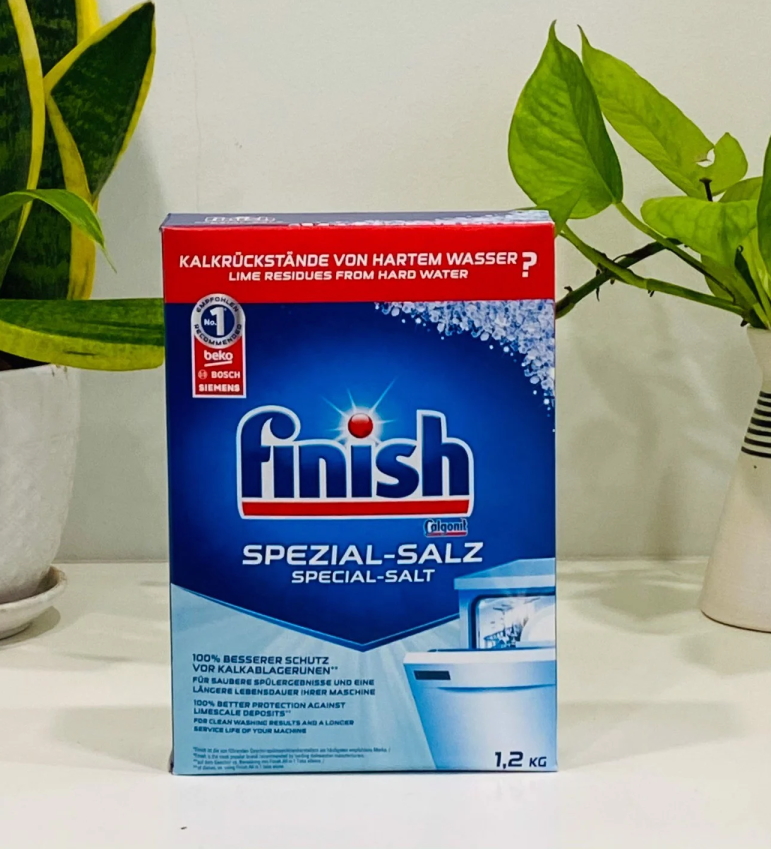 finish
KALKRÜCKSTÄNDE VON HARTEM WASSER?
LIME RESIDUES FROM HARD WATER
EMPFOHLEN
No.1
RECOMMENDED
beko
BOSCH
SIEMENS
finish
Calgonit
SPEZIAL-SALZ
SPECIAL-SALT
100% BESSERER SCHUTZ
VOR KALKABLAGERUNEN**
FÜR SAUBERE SPÜLERGEBNISSE UND EINE
LÄNGERE LEBENSDAUER IHRER MASCHINE
100% BETTER PROTECTION AGAINST
LIMESCALE DEPOSITS**
FOR CLEAN WASHING RESULTS AND A LONGER
SERVICE LIFE OF YOUR MACHINE
1,2 KG